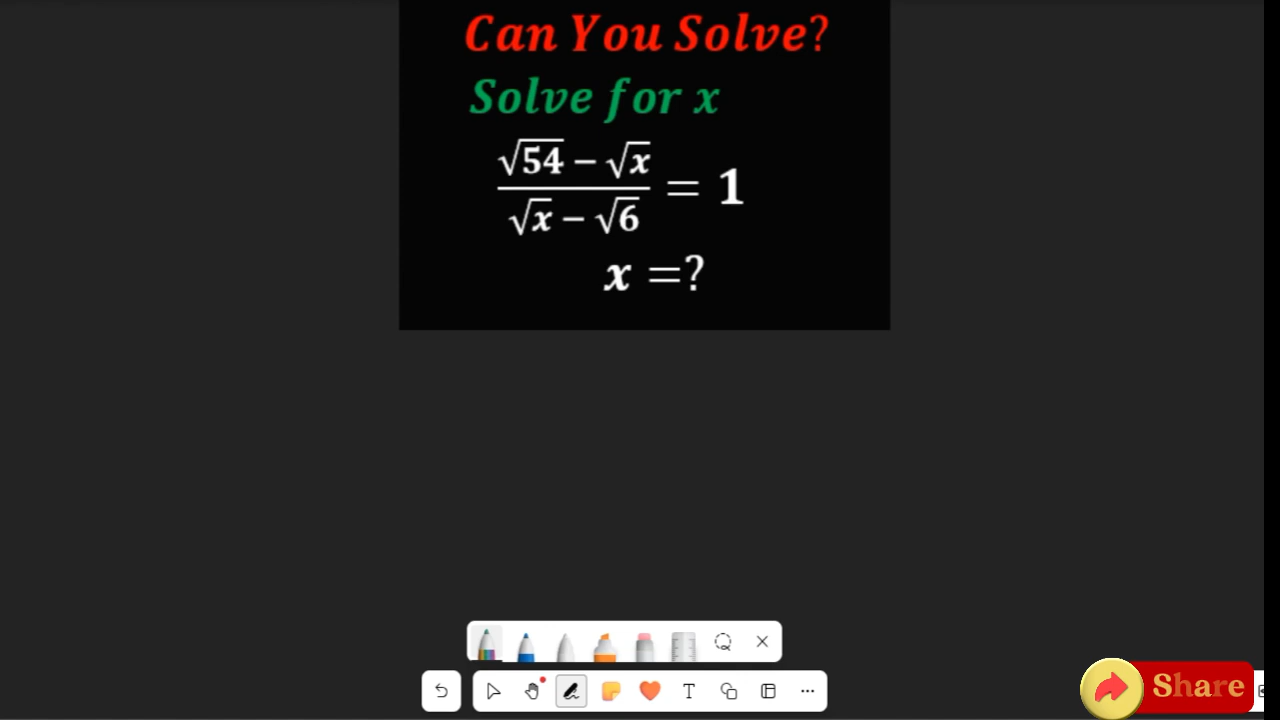 Can You Solve?
Solve for x
(√54 − √x)/(√x − √6) = 1
x =?
T
Share